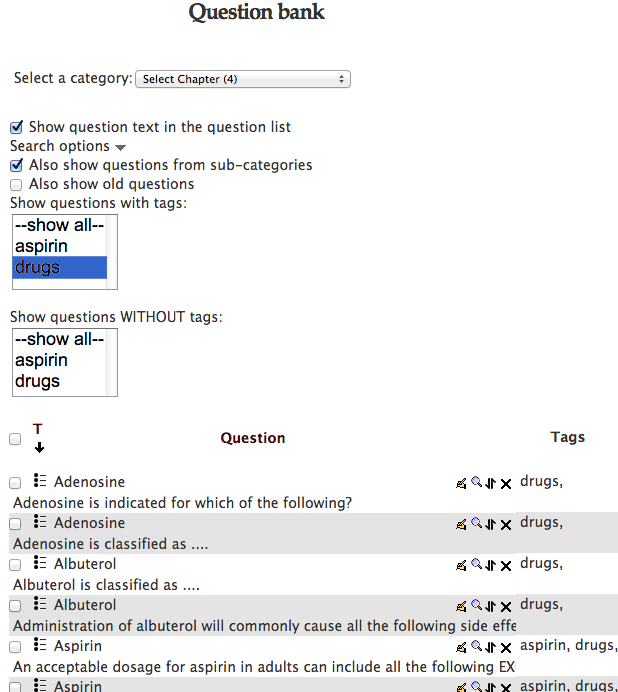 Question bank
Select a category: Select Chapter (4)
Show question text in the question list
Search options
Also show questions from sub-categories
Also show old questions
Show questions with tags:
--show all--
aspirin
drugs
Show questions WITHOUT tags:
--show all--
aspirin
drugs
T Question Tags
Adenosine drugs,
Adenosine is indicated for which of the following?
Adenosine drugs,
Adenosine is classified as ....
Albuterol drugs,
Albuterol is classified as ....
Albuterol drugs,
Administration of albuterol will commonly cause all the following side effe
Aspirin aspirin, drugs,
An acceptable dosage for aspirin in adults can include all the following EX
Aspirin aspirin, drugs,